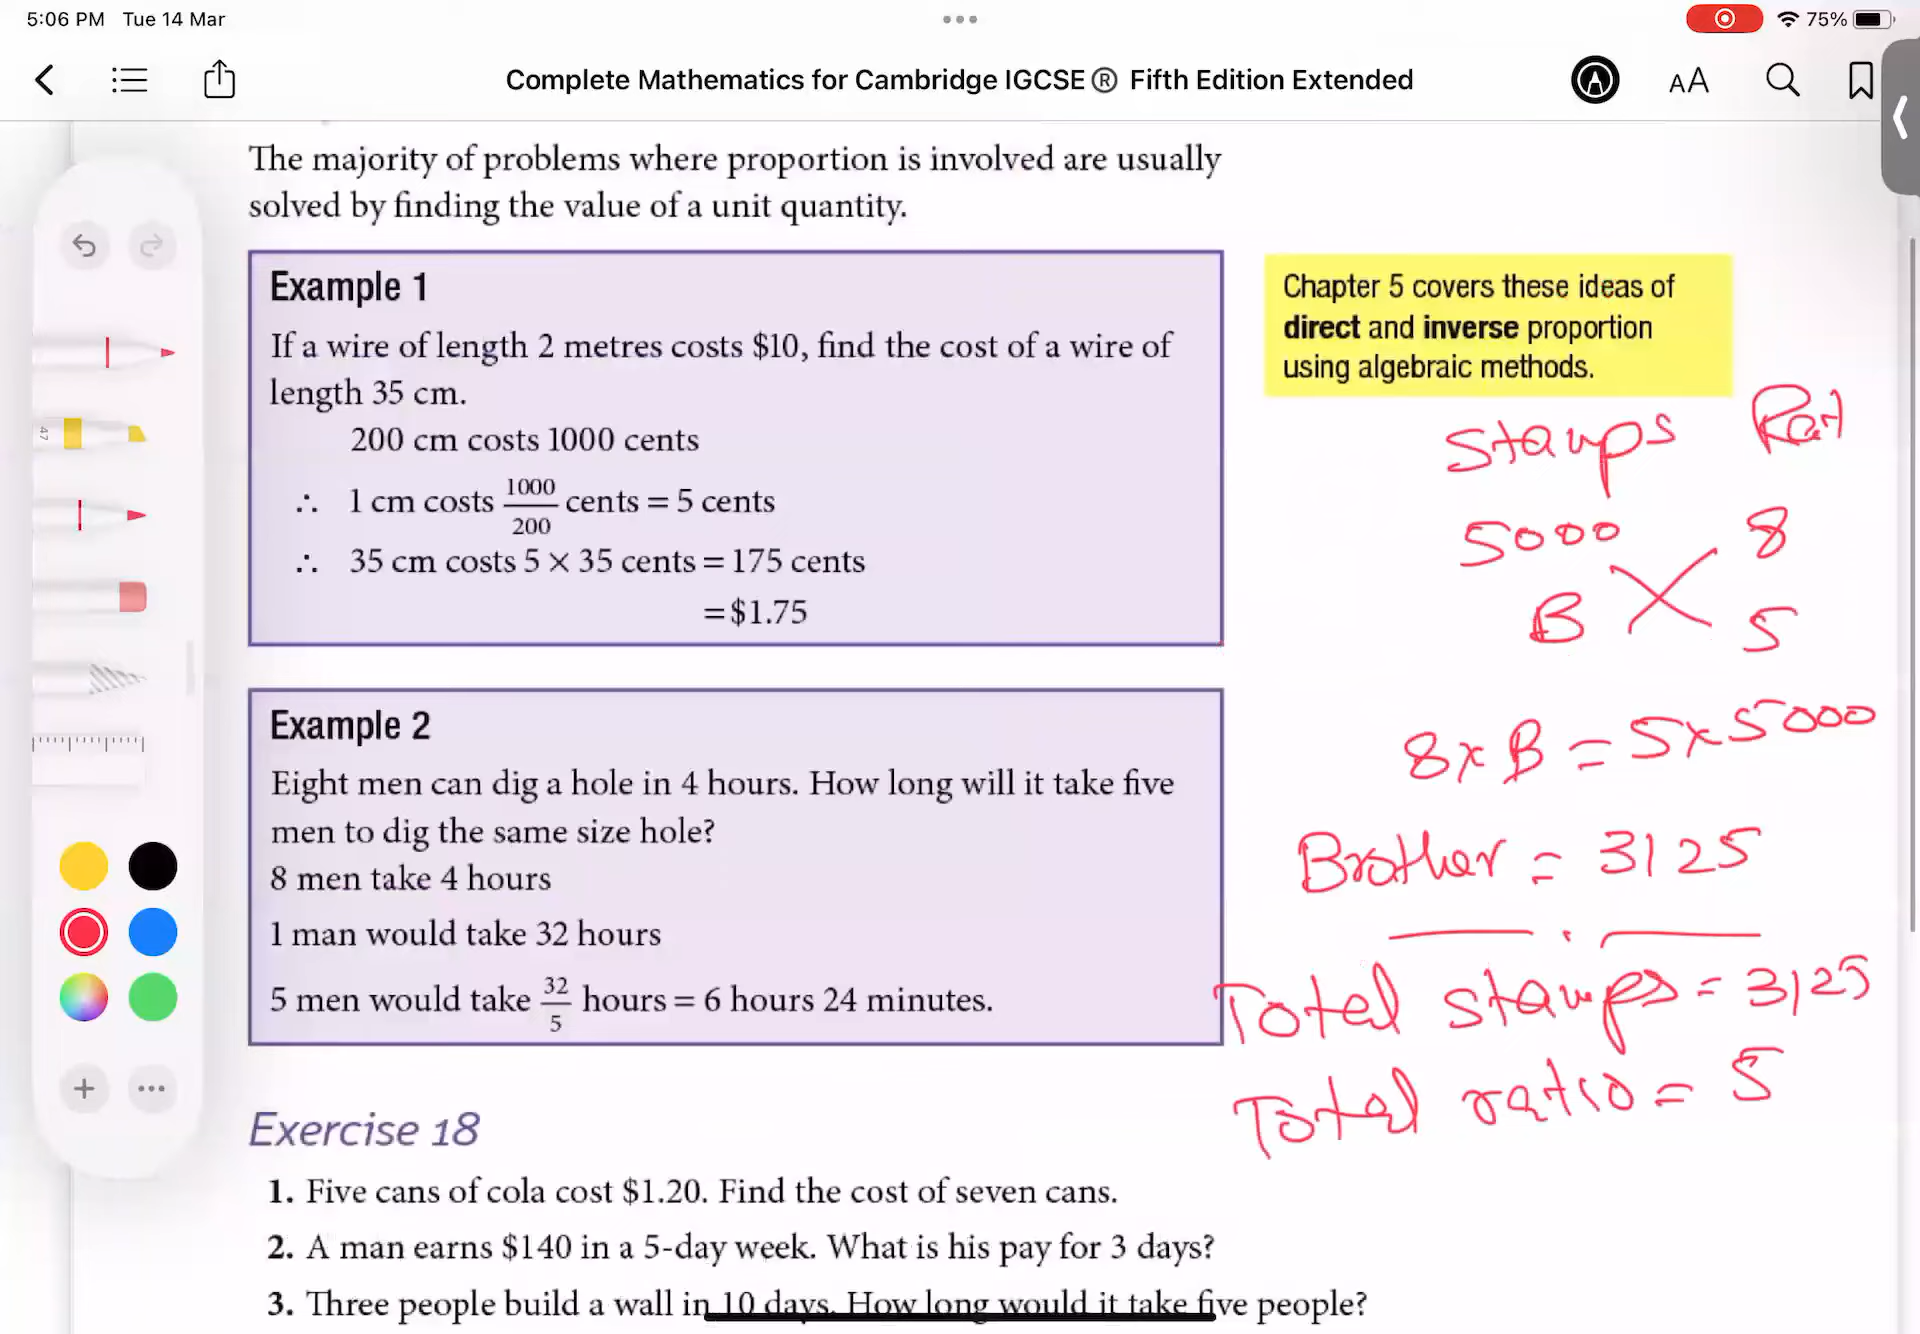 5:06 PM Tue 14 Mar
75%
Complete Mathematics for Cambridge IGCSE® Fifth Edition Extended
AA
The majority of problems where proportion is involved are usually
solved by finding the value of a unit quantity.
Example 1
If a wire of length 2 metres costs $10, find the cost of a wire of
length 35 cm.
200 cm costs 1000 cents
∴ 1 cm costs 1000/200 cents = 5 cents
∴ 35 cm costs 5 × 35 cents = 175 cents
= $1.75
Chapter 5 covers these ideas of
direct and inverse proportion
using algebraic methods.
Example 2
Eight men can dig a hole in 4 hours. How long will it take five
men to dig the same size hole?
8 men take 4 hours
1 man would take 32 hours
5 men would take 32/5 hours = 6 hours 24 minutes.
Exercise 18
1. Five cans of cola cost $1.20. Find the cost of seven cans.
2. A man earns $140 in a 5-day week. What is his pay for 3 days?
3. Three people build a wall in 10 days. How long would it take five people?
47
Stamps
5000 8
B 5
8 x B = 5 x 5000
Brother = 3125
Total stamps = 3125
Total ratio = 5